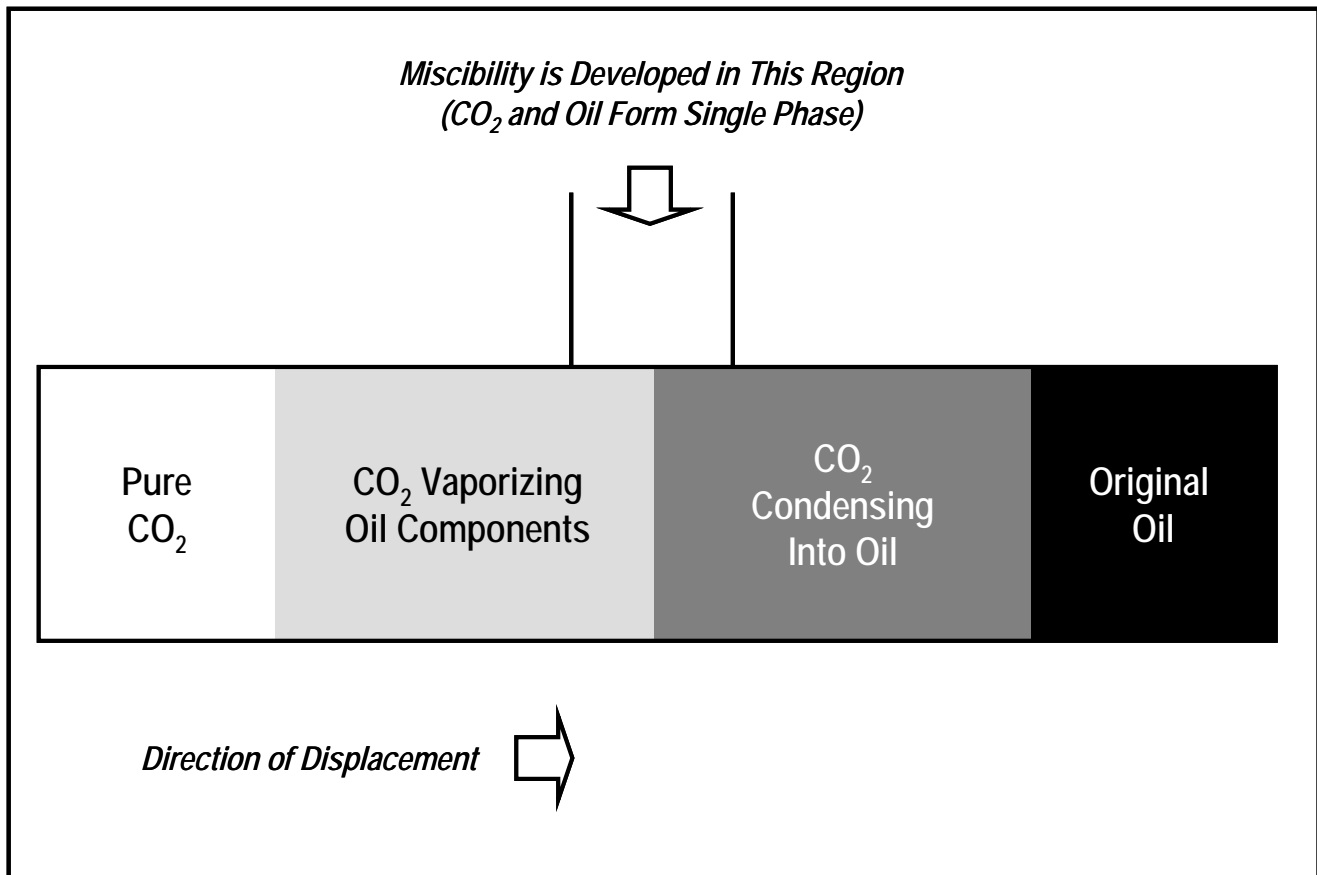 Miscibility is Developed in This Region
(CO₂ and Oil Form Single Phase)
Pure
CO₂
CO₂ Vaporizing
Oil Components
CO₂
Condensing
Into Oil
Original
Oil
Direction of Displacement